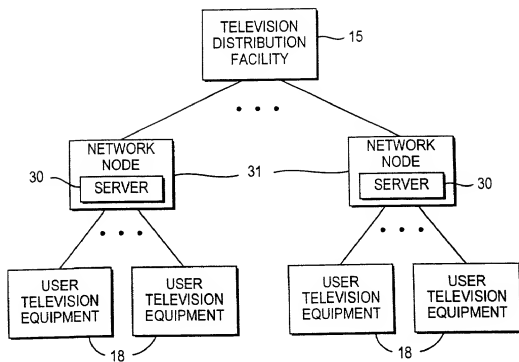 TELEVISION
DISTRIBUTION
FACILITY
15
NETWORK
NODE
30
SERVER
31
NETWORK
NODE
SERVER
30
USER
TELEVISION
EQUIPMENT
USER
TELEVISION
EQUIPMENT
18
USER
TELEVISION
EQUIPMENT
USER
TELEVISION
EQUIPMENT
18